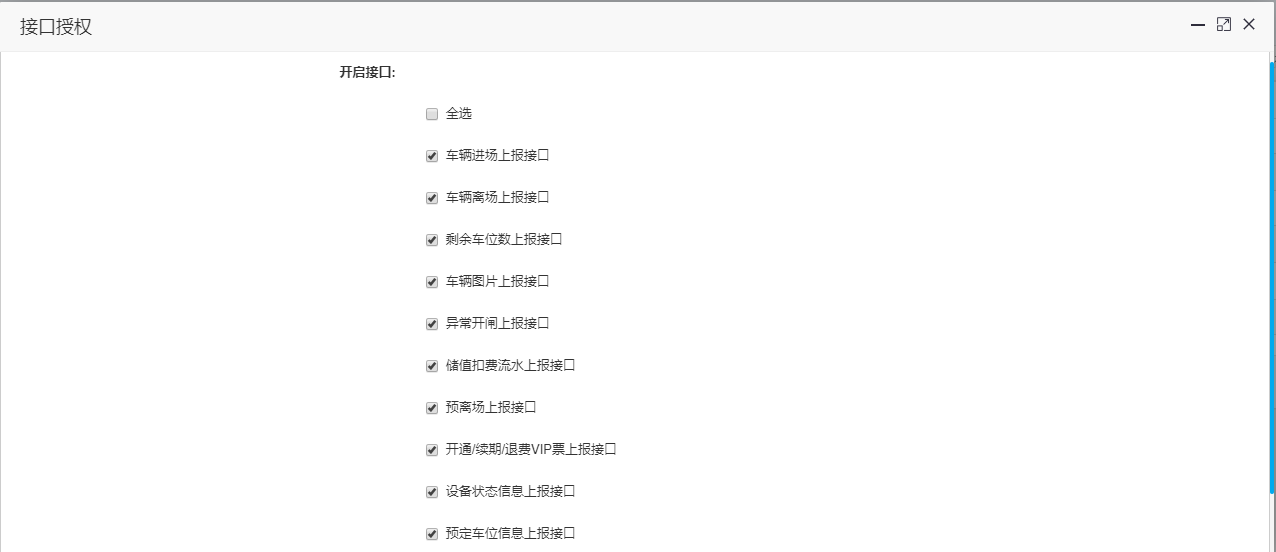 接口授权
开启接口:
全选
车辆进场上报接口
车辆离场上报接口
剩余车位数上报接口
车辆图片上报接口
异常开闸上报接口
储值扣费流水上报接口
预离场上报接口
开通/续期/退费VIP票上报接口
设备状态信息上报接口
预定车位信息上报接口